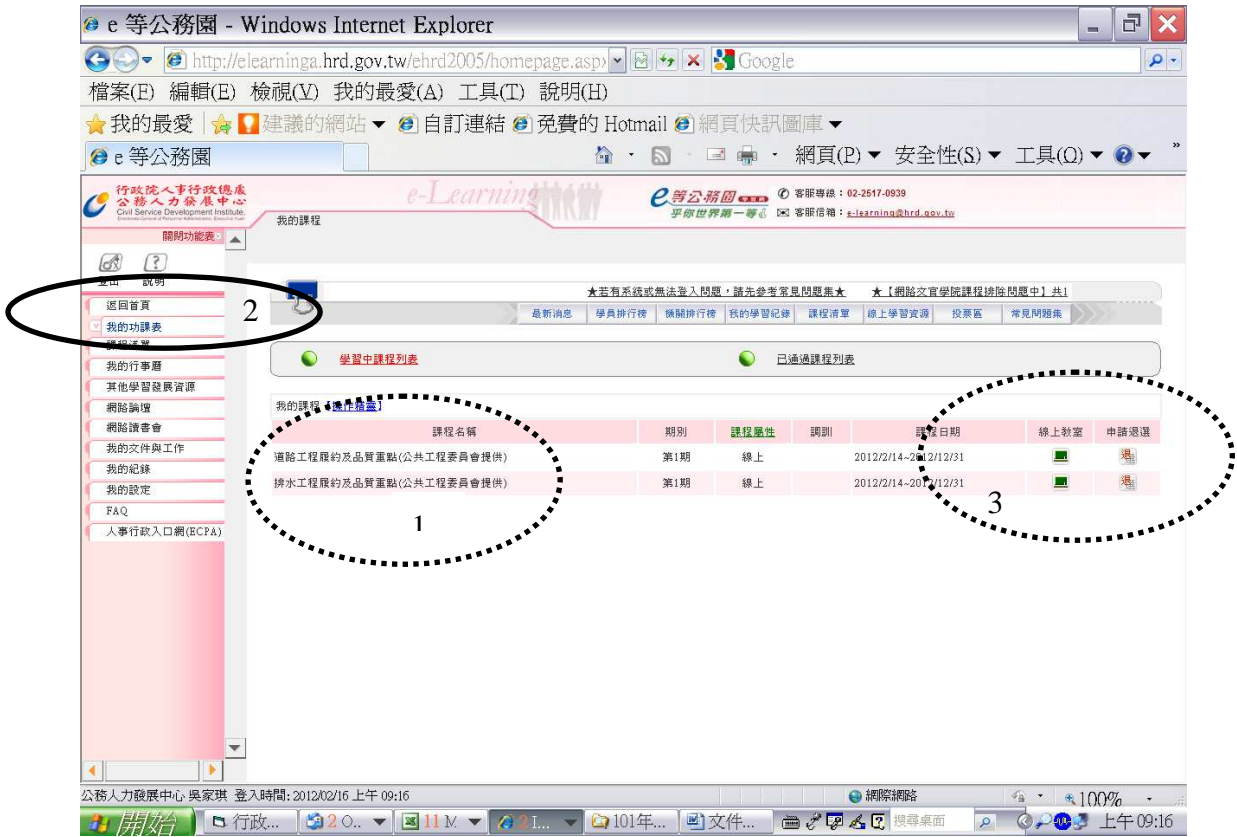 e 等公務園 - Windows Internet Explorer
http://elearninga.hrd.gov.tw/ehrd2005/homepage.asp Google
檔案(F) 編輯(E) 檢視(V) 我的最愛(A) 工具(T) 說明(H)
我的最愛 建議的網站 自訂連結 免費的 Hotmail 網頁快訊圖庫
e 等公務園 網頁(P) 安全性(S) 工具(O)
行政院人事行政總處
公務人力發展中心
Civil Service Development Institute.
e-Learning
e等公務園
乎你世界第一等
客服專線：02-2517-0939
客服信箱：e-learning@hrd.gov.tw
我的課程
關閉功能表
登出 說明
返回首頁
2
我的功課表
課程清單
我的行事曆
其他學習發展資源
網路論壇
網路讀書會
我的文件與工作
我的紀錄
我的設定
FAQ
人事行政入口網(ECPA)
★若有系統或無法登入問題，請先參考常見問題集★ ★【網路文官學院課程排除問題中】共1
最新消息 學員排行榜 機關排行榜 我的學習紀錄 課程清單 線上學習資源 投票區 常見問題集
學習中課程列表 已通過課程列表
我的課程【操作精靈】
課程名稱 期別 課程屬性 調訓 課程日期 線上教室 申請退選
道路工程履約及品質重點(公共工程委員會提供) 第1期 線上 2012/2/14~2012/12/31 退
排水工程履約及品質重點(公共工程委員會提供) 第1期 線上 2012/2/14~2012/12/31 退
1
3
公務人力發展中心 吳家琪 登入時間: 2012/02/16 上午 09:16 網際網路 100%
開始 行政... 2 O.. 11 M 2 I... 101年... 文件... 搜尋桌面 上午 09:16